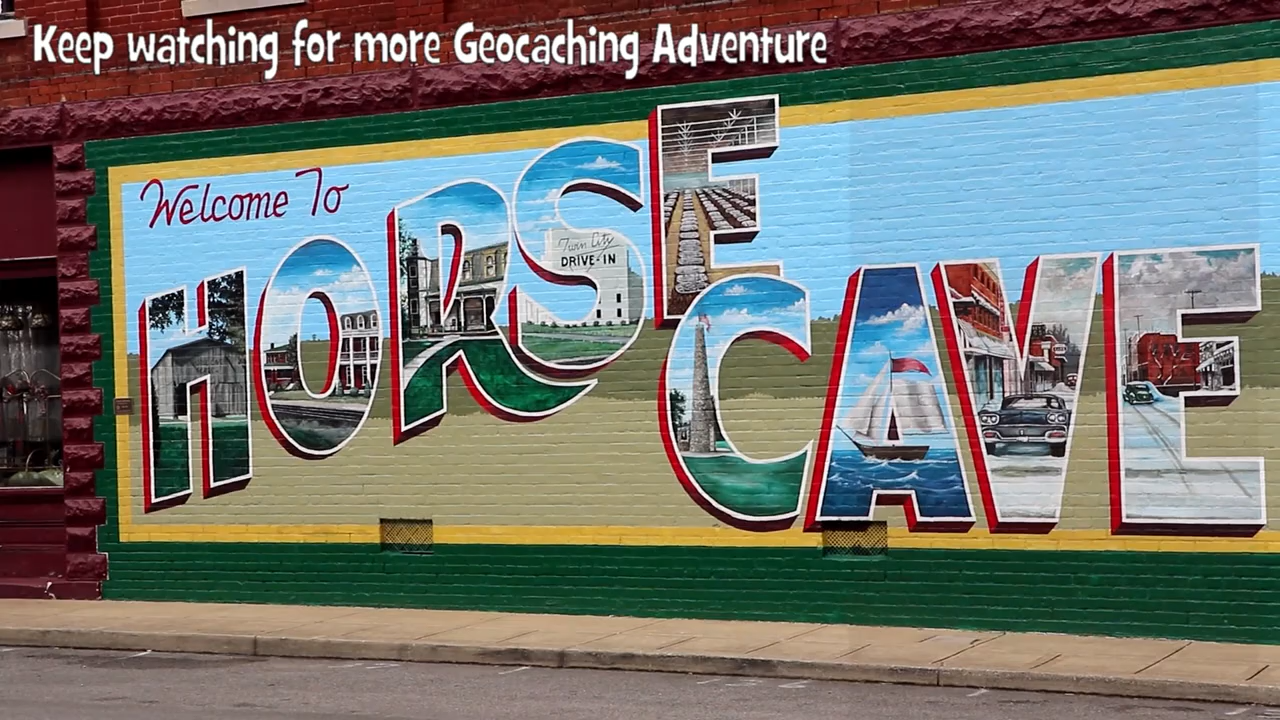 Keep watching for more Geocaching Adventure
Welcome To
HORSE
CAVE
Twin City
DRIVE-IN